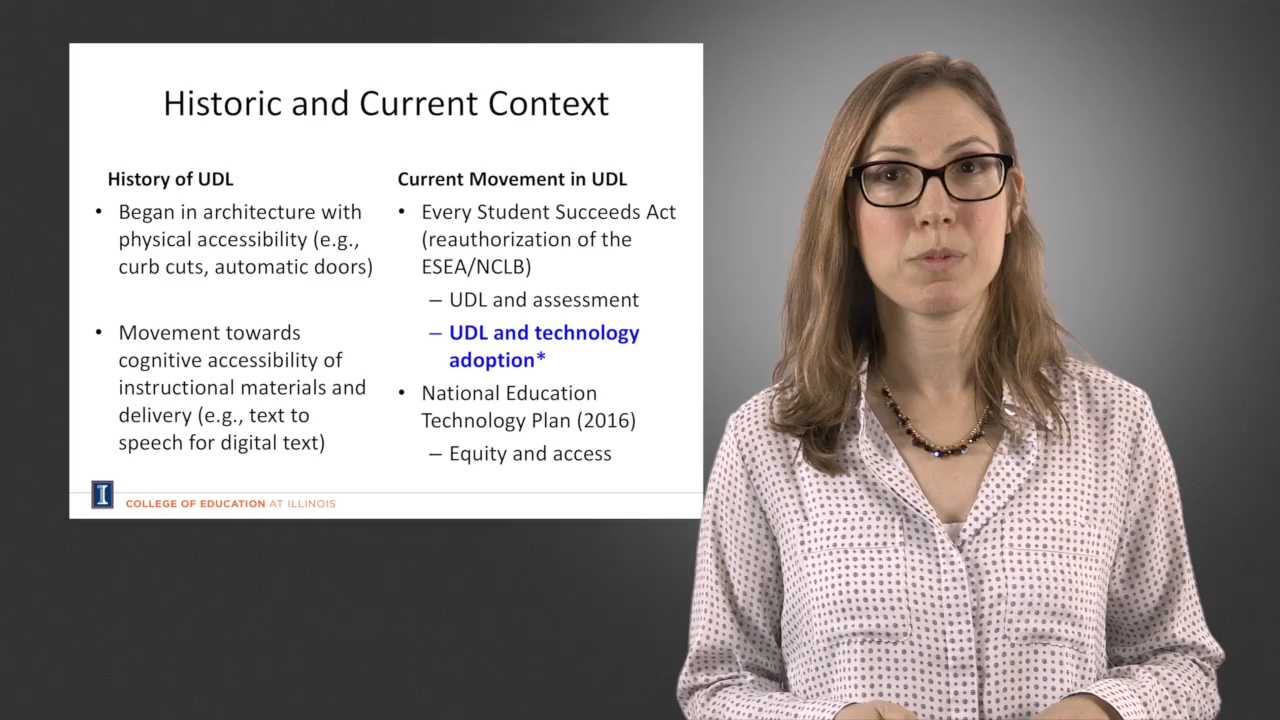 Historic and Current Context
History of UDL
• Began in architecture with
physical accessibility (e.g.,
curb cuts, automatic doors)
• Movement towards
cognitive accessibility of
instructional materials and
delivery (e.g., text to
speech for digital text)
Current Movement in UDL
• Every Student Succeeds Act
(reauthorization of the
ESEA/NCLB)
– UDL and assessment
– UDL and technology
adoption*
• National Education
Technology Plan (2016)
– Equity and access
I
COLLEGE OF EDUCATION AT ILLINOIS